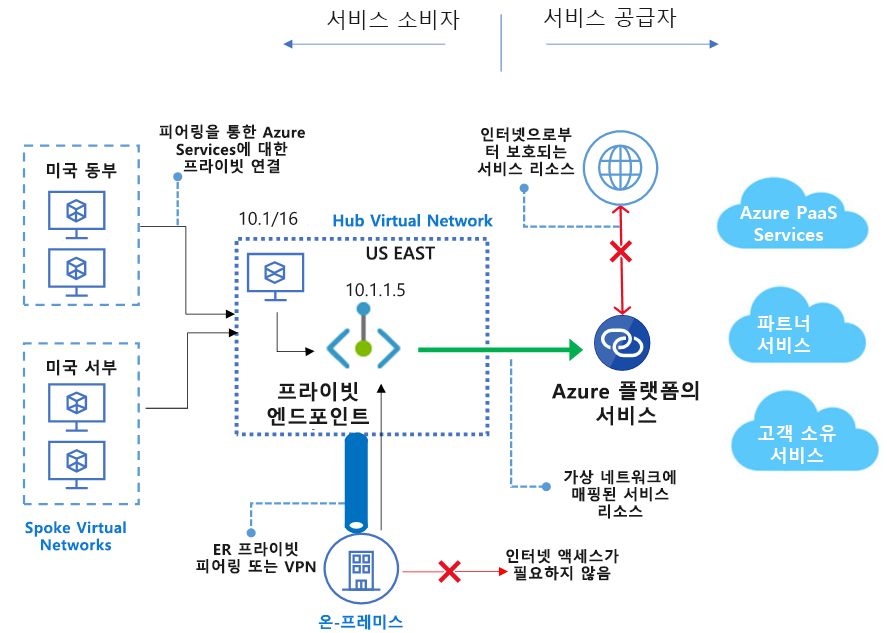 서비스 소비자
서비스 공급자
피어링을 통한 Azure
Services에 대한
프라이빗 연결
인터넷으로부
터 보호되는
서비스 리소스
미국 동부
Azure PaaS
Services
10.1/16
Hub Virtual Network
US EAST
10.1.1.5
파트너
서비스
미국 서부
프라이빗
엔드포인트
Azure 플랫폼의
서비스
고객 소유
서비스
가상 네트워크에
매핑된 서비스
리소스
Spoke Virtual
Networks
ER 프라이빗
피어링 또는 VPN
인터넷 액세스가
필요하지 않음
온-프레미스